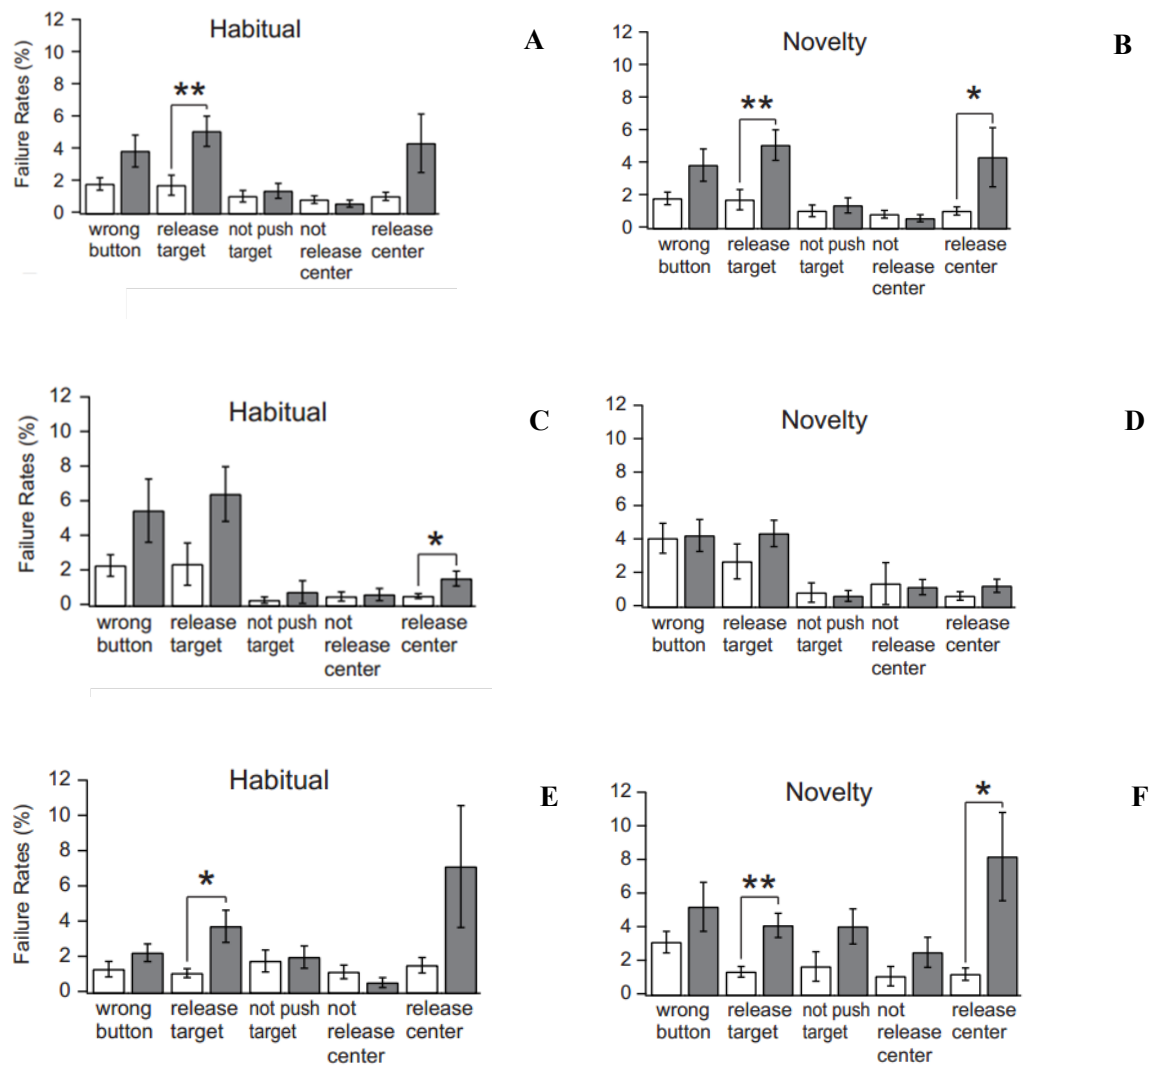 Habitual
A
Failure Rates (%)
12
10
8
6
4
2
0
**
wrong button
release target
not push target
not release center
release center
Novelty
B
12
10
8
6
4
2
0
**
*
wrong button
release target
not push target
not release center
release center
Habitual
C
Failure Rates (%)
12
10
8
6
4
2
0
*
wrong button
release target
not push target
not release center
release center
Novelty
D
12
10
8
6
4
2
0
wrong button
release target
not push target
not release center
release center
Habitual
E
Failure Rates (%)
12
10
8
6
4
2
0
*
wrong button
release target
not push target
not release center
release center
Novelty
F
12
10
8
6
4
2
0
**
*
wrong button
release target
not push target
not release center
release center